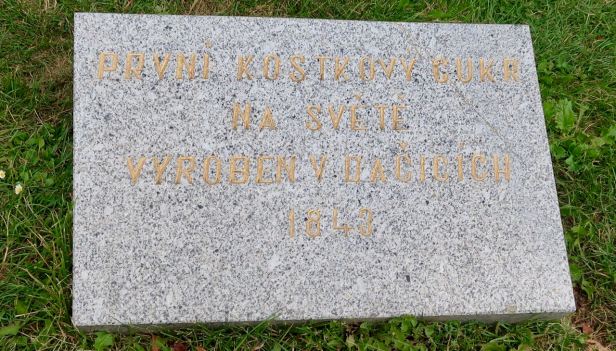 PRVNÍ KOSTKOVÝ CUKR
NA SVĚTĚ
VYROBEN V DAČICÍCH
1843